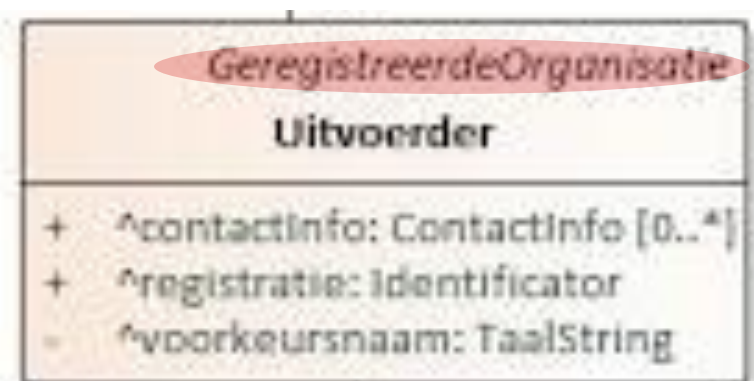 GeregistreerdeOrganisatie
Uitvoerder
+ ^contactInfo: ContactInfo [0..*]
+ ^registratie: Identificator
- ^voorkeursnaam: TaalString